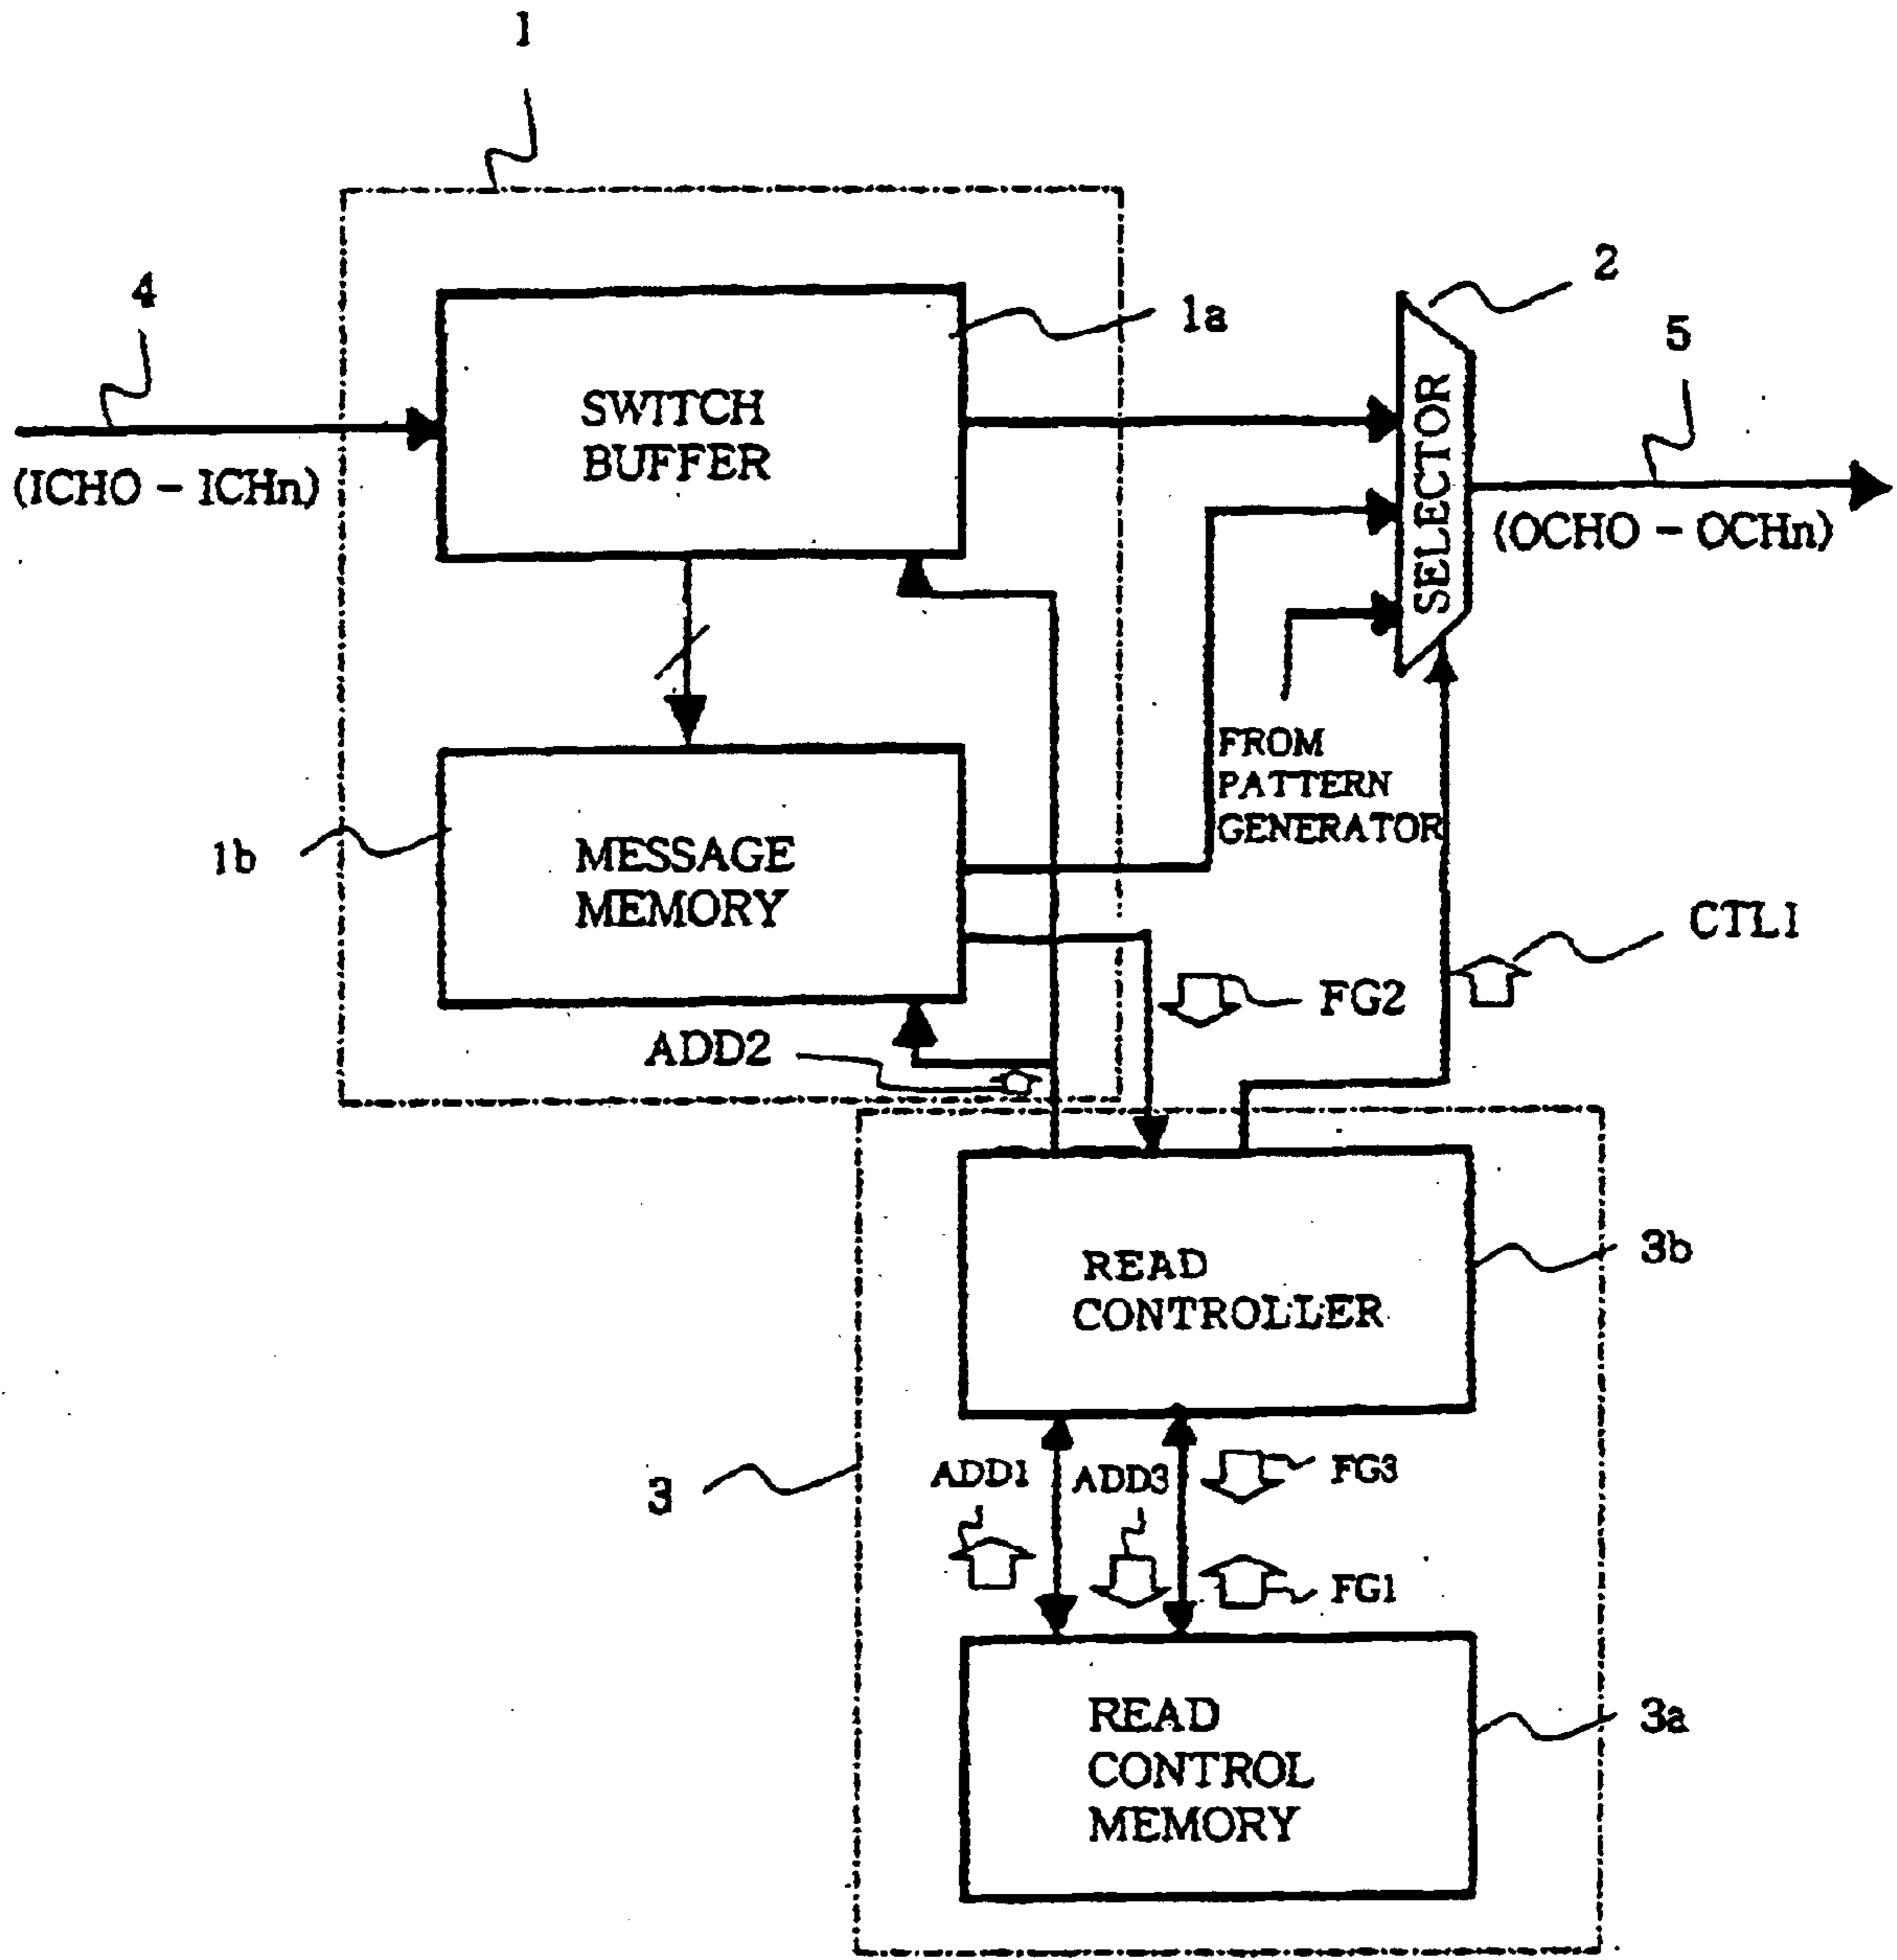 1
4
2
1a
5
SWITCH
BUFFER
SELECTOR
(ICHO – ICHn)
(OCHO – OCHn)
FROM
PATTERN
GENERATOR
1b
MESSAGE
MEMORY
CTL1
FG2
ADD2
3b
READ
CONTROLLER
3
ADD1
ADD3
FG3
FG1
READ
CONTROL
MEMORY
3a